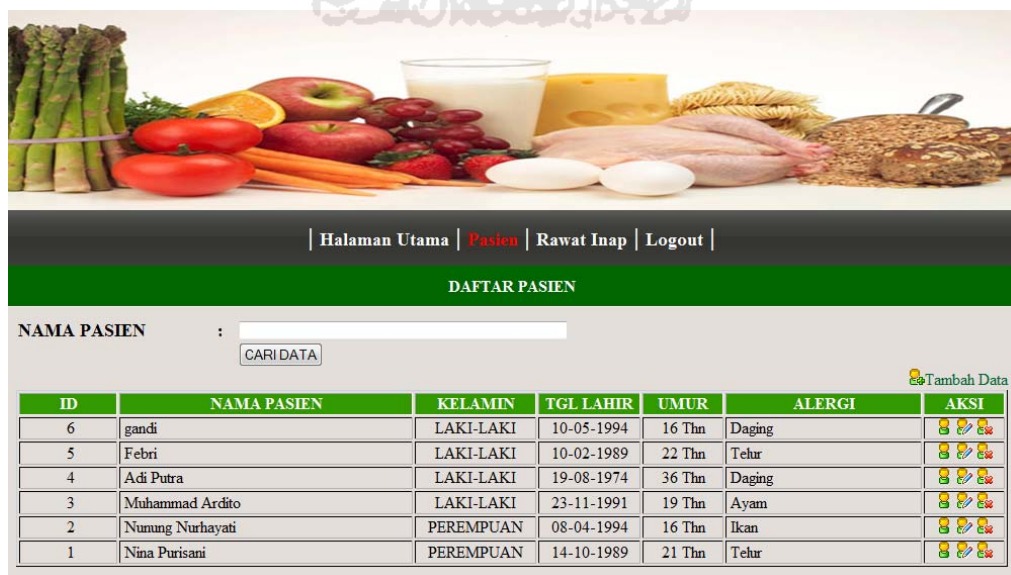 | Halaman Utama | Pasien | Rawat Inap | Logout |
DAFTAR PASIEN
NAMA PASIEN :
CARI DATA
Tambah Data
ID NAMA PASIEN KELAMIN TGL LAHIR UMUR ALERGI AKSI
6 gandi LAKI-LAKI 10-05-1994 16 Thn Daging
5 Febri LAKI-LAKI 10-02-1989 22 Thn Telur
4 Adi Putra LAKI-LAKI 19-08-1974 36 Thn Daging
3 Muhammad Ardito LAKI-LAKI 23-11-1991 19 Thn Ayam
2 Nunung Nurhayati PEREMPUAN 08-04-1994 16 Thn Ikan
1 Nina Purisani PEREMPUAN 14-10-1989 21 Thn Telur